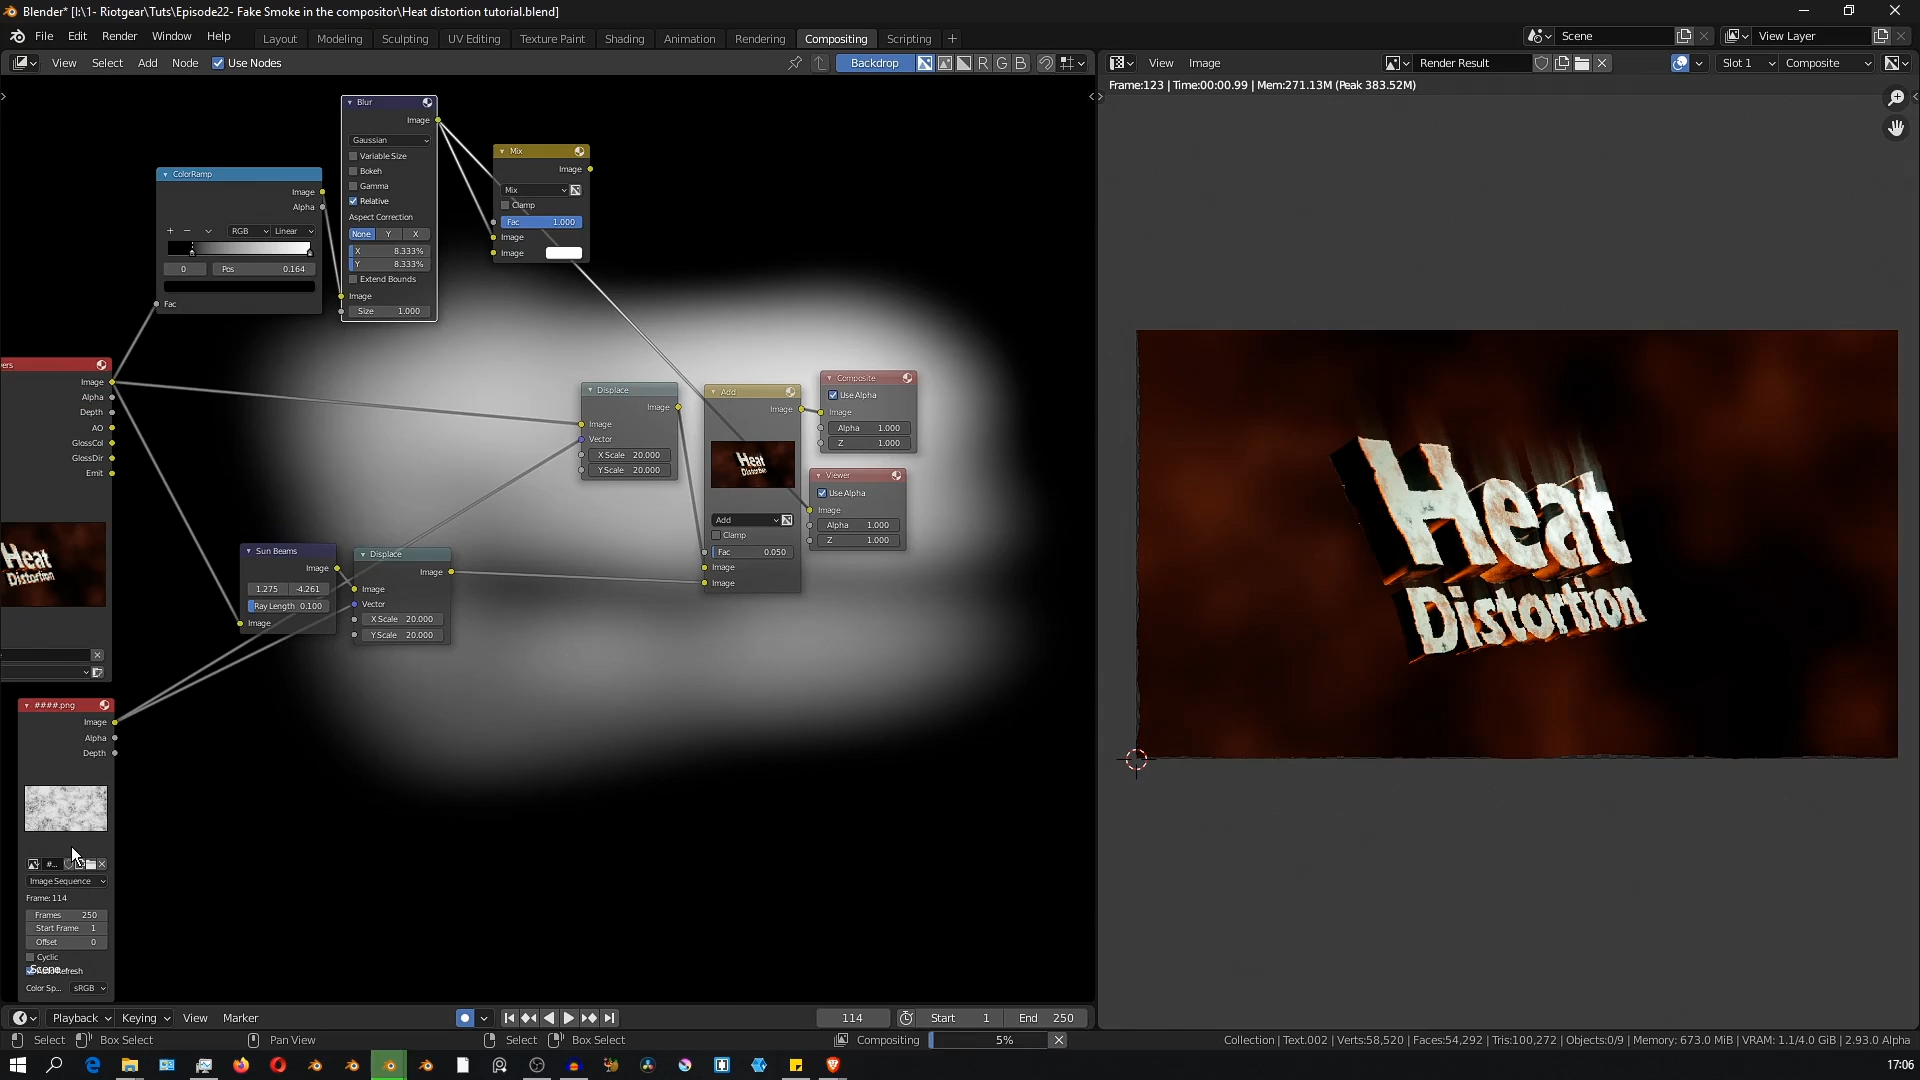 Blender* [I:\1- Riotgear\Tuts\Episode22- Fake Smoke in the compositor\Heat distortion tutorial.blend]
File Edit Render Window Help Layout Modeling Sculpting UV Editing Texture Paint Shading Animation Rendering Compositing Scripting + Scene View Layer
View Select Add Node Use Nodes Backdrop R G B View Image Render Result Slot 1 Composite
Frame:123 | Time:00:00.99 | Mem:271.13M (Peak 383.52M)
Blur
Image
Gaussian
Variable Size
Bokeh
Gamma
Relative
Aspect Correction
None Y X
X 8.333%
Y 8.333%
Extend Bounds
Image
Size 1.000
Mix
Image
Mix
Clamp
Fac 1.000
Image
Image
ColorRamp
Image
Alpha
+ - RGB Linear
0 Pos 0.164
Fac
ers
Image
Alpha
Depth
AO
GlossCol
GlossDir
Emit
Heat
Distortion
Displace
Image
Image
Vector
X Scale 20.000
Y Scale 20.000
Add
Image
Heat
Distortion
Add
Clamp
Fac 0.050
Image
Image
Composite
Use Alpha
Image
Alpha 1.000
Z 1.000
Viewer
Use Alpha
Image
Alpha 1.000
Z 1.000
Sun Beams
Image
1.275 -4.261
Ray Length 0.100
Image
Displace
Image
Image
Vector
X Scale 20.000
Y Scale 20.000
####.png
Image
Alpha
Depth
#...
Image Sequence
Frame: 114
Frames 250
Start Frame 1
Offset 0
Cyclic
Scene
Refresh
Color Sp... sRGB
Heat
Distortion
Playback Keying View Marker 114 Start 1 End 250
Select Box Select Pan View Select Box Select Compositing 5% Collection | Text.002 | Verts:58,520 | Faces:54,292 | Tris:100,272 | Objects:0/9 | Memory: 673.0 MiB | VRAM: 1.1/4.0 GiB | 2.93.0 Alpha
17:06